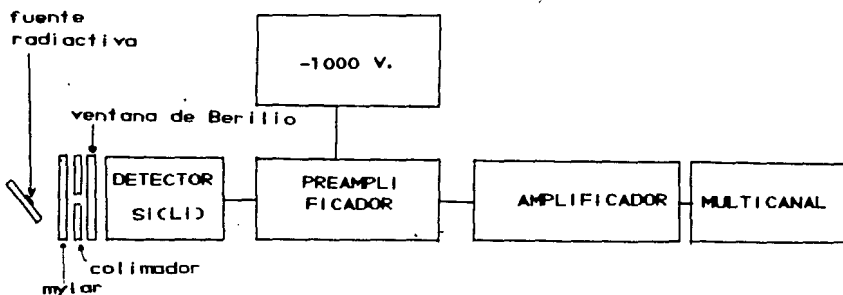 fuente
radiactiva
-1000 V.
ventana de Berilio
DETECTOR
SI(LI)
PREAMPLI
FICADOR
AMPLIFICADOR
MULTICANAL
colimador
mylar